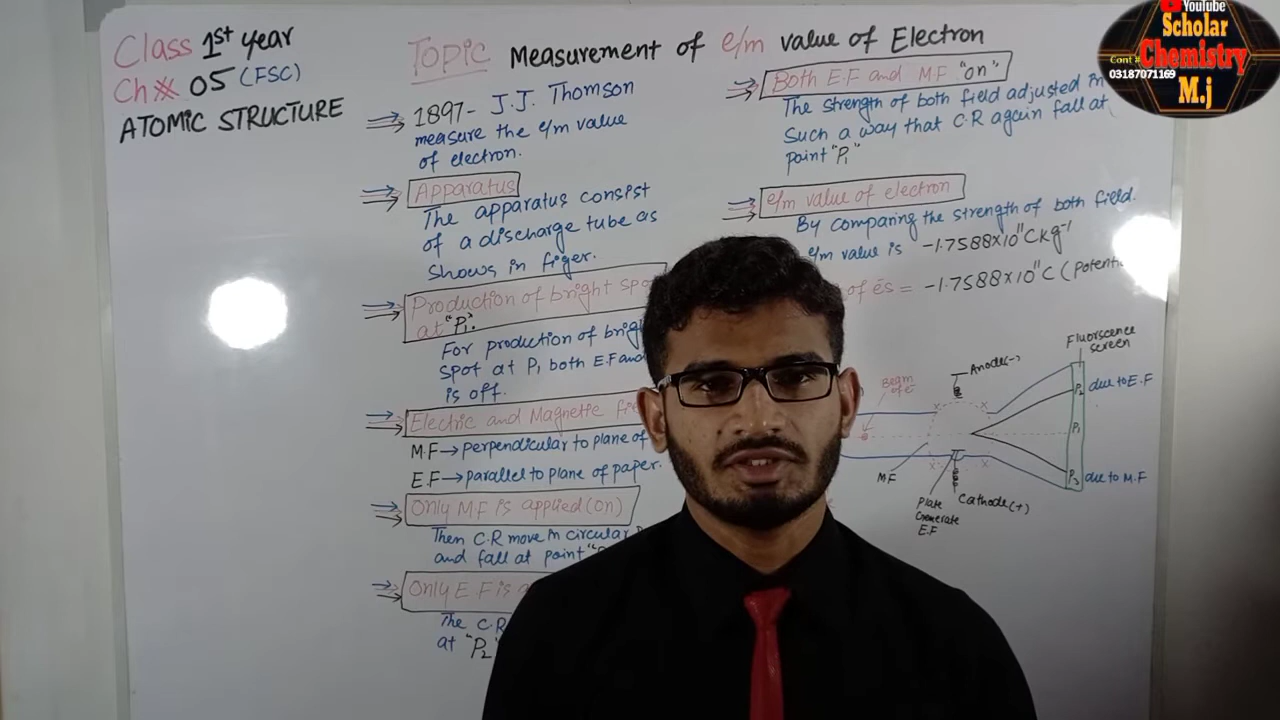 Class 1st year
Ch# 05 (FSC)
ATOMIC STRUCTURE
TOPIC Measurement of e/m value of Electron
1897- J.J. Thomson
measure the e/m value
of electron.
Apparatus
The apparatus consist
of a discharge tube as
shows in figer.
Production of bright spo
at "P1".
For production of brig
spot at P1 both E.F and
is off.
Electric and Magnetic fie
M.F→perpendicular to plane of
E.F→parallel to plane of paper.
Only MF is applied (on)
Then C.R move in circular
and fall at point "
Only E.F is a
The C.R
at "P2"
Both E.F and M.F "on"
The strength of both field adjusted in
Such a way that C.R again fall at
point "P1"
e/m value of electron
By comparing the strength of both field.
e/m value is -1.7588×10¹¹CKg⁻¹
of ēs = -1.7588×10¹¹C (Potenti
Fluorscence
screen
Anode(-)
Beam
of ē
P2 due to E.F
P1
P3 due to M.F
M.F
Plate
Generate
E.F
Cathode(+)
YouTube
Scholar
Chemistry
Cont #
03187071169
M.j